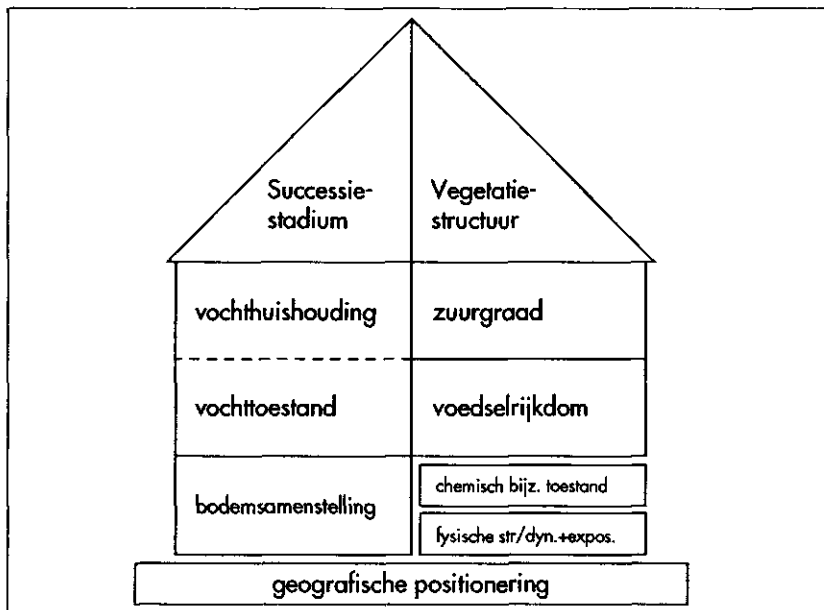 Successie-
stadium
Vegetatie-
structuur
vochthuishouding
zuurgraad
vochttoestand
voedselrijkdom
bodemsamenstelling
chemisch bijz. toestand
fysische str/dyn.+expos.
geografische positionering